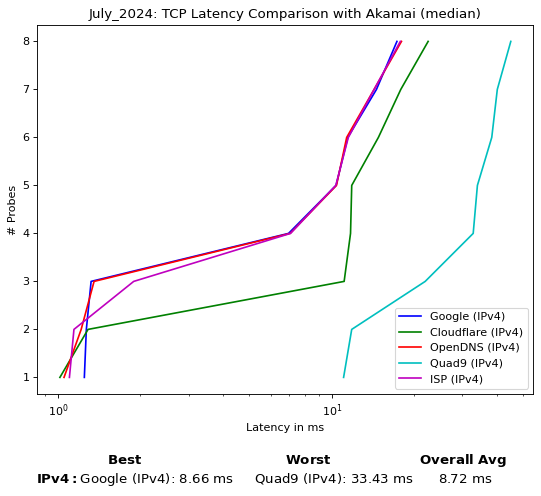 July_2024: TCP Latency Comparison with Akamai (median)
8
7
6
5
4
3
2
1
# Probes
10⁰
10¹
Latency in ms
Google (IPv4)
Cloudflare (IPv4)
OpenDNS (IPv4)
Quad9 (IPv4)
ISP (IPv4)
Best Worst Overall Avg
IPv4: Google (IPv4): 8.66 ms Quad9 (IPv4): 33.43 ms 8.72 ms